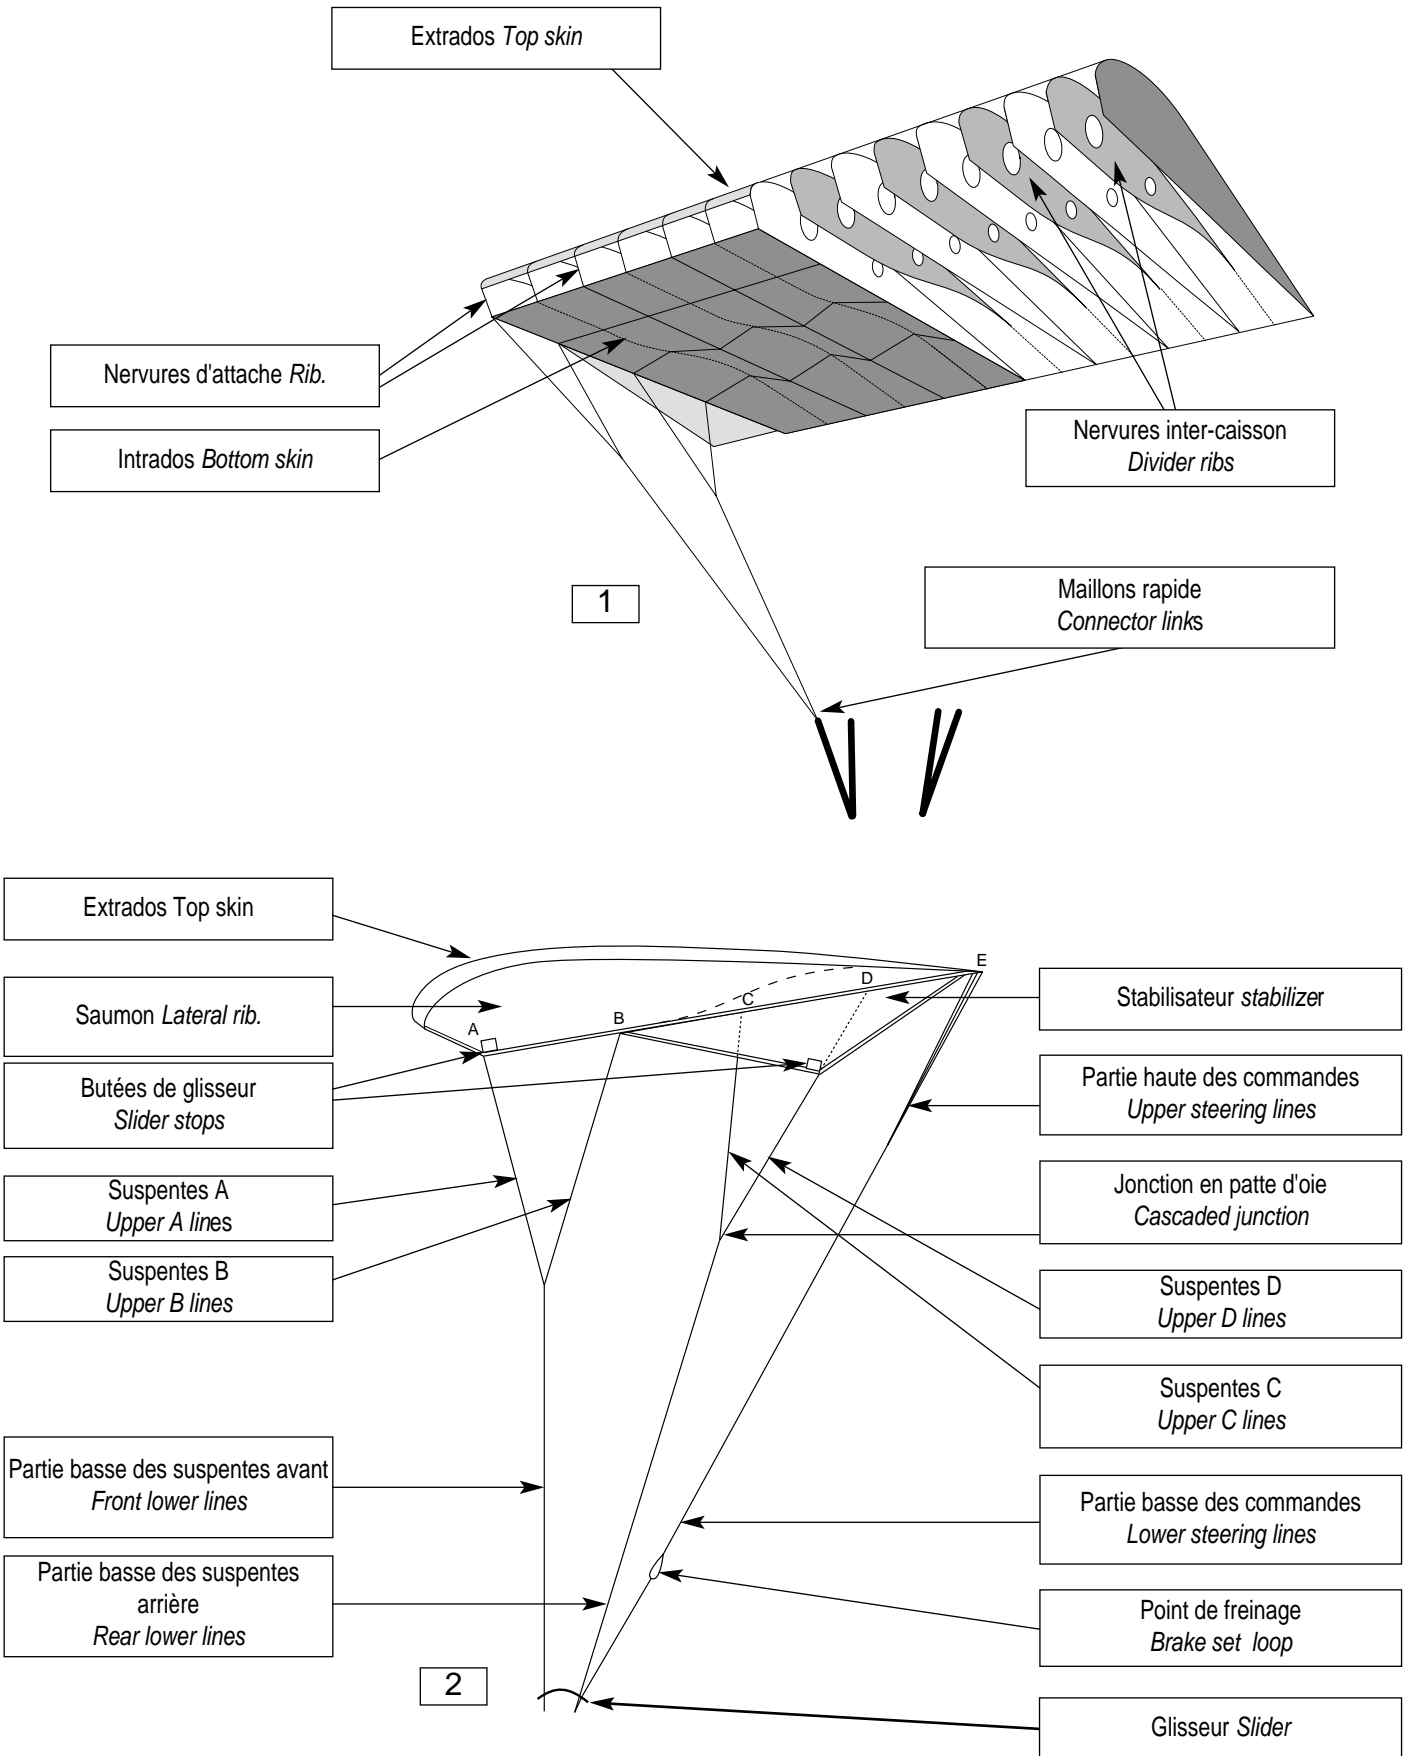 Extrados Top skin
Nervures d'attache Rib.
Intrados Bottom skin
Nervures inter-caisson
Divider ribs
1
Maillons rapide
Connector links
Extrados Top skin
Saumon Lateral rib.
Butées de glisseur
Slider stops
Suspentes A
Upper A lines
Suspentes B
Upper B lines
Partie basse des suspentes avant
Front lower lines
Partie basse des suspentes
arrière
Rear lower lines
A
B
C
D
E
2
Stabilisateur stabilizer
Partie haute des commandes
Upper steering lines
Jonction en patte d'oie
Cascaded junction
Suspentes D
Upper D lines
Suspentes C
Upper C lines
Partie basse des commandes
Lower steering lines
Point de freinage
Brake set loop
Glisseur Slider